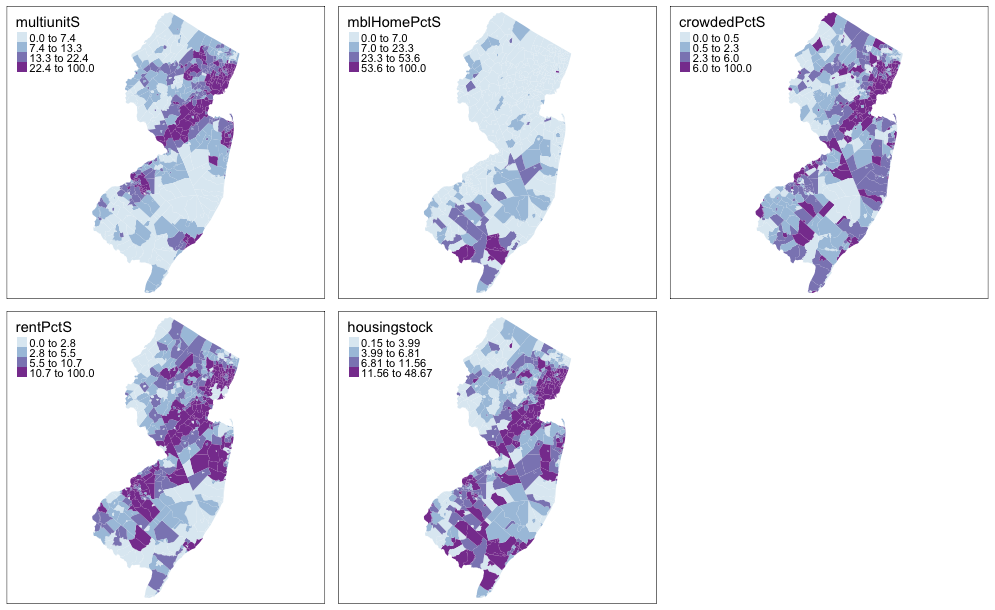 multiunitS
0.0 to 7.4
7.4 to 13.3
13.3 to 22.4
22.4 to 100.0
mblHomePctS
0.0 to 7.0
7.0 to 23.3
23.3 to 53.6
53.6 to 100.0
crowdedPctS
0.0 to 0.5
0.5 to 2.3
2.3 to 6.0
6.0 to 100.0
rentPctS
0.0 to 2.8
2.8 to 5.5
5.5 to 10.7
10.7 to 100.0
housingstock
0.15 to 3.99
3.99 to 6.81
6.81 to 11.56
11.56 to 48.67